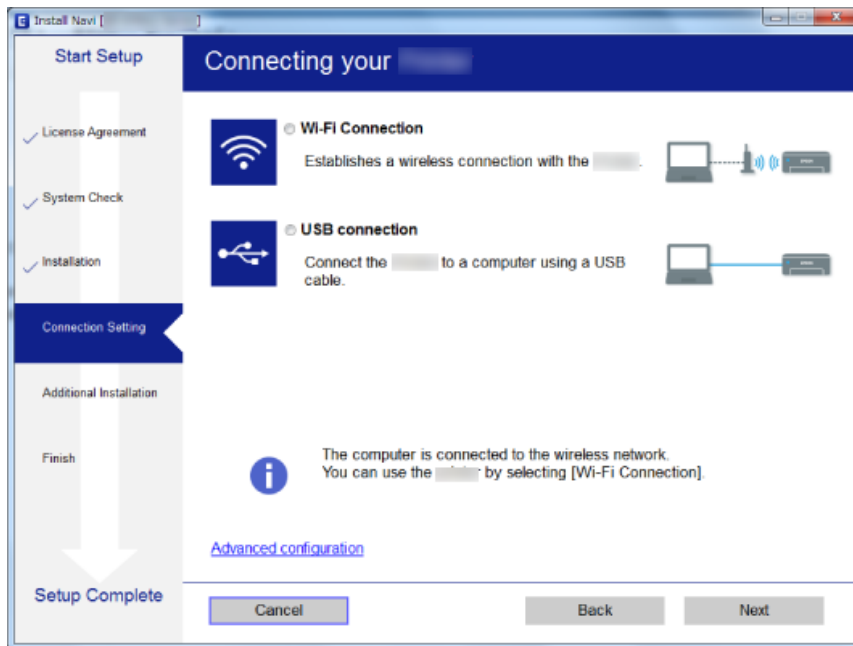 Install Navi [ ]
Start Setup
License Agreement
System Check
Installation
Connection Setting
Additional Installation
Finish
Setup Complete
Connecting your
Wi-Fi Connection
Establishes a wireless connection with the .
USB connection
Connect the to a computer using a USB
cable.
The computer is connected to the wireless network.
You can use the by selecting [Wi-Fi Connection].
Advanced configuration
Cancel
Back
Next